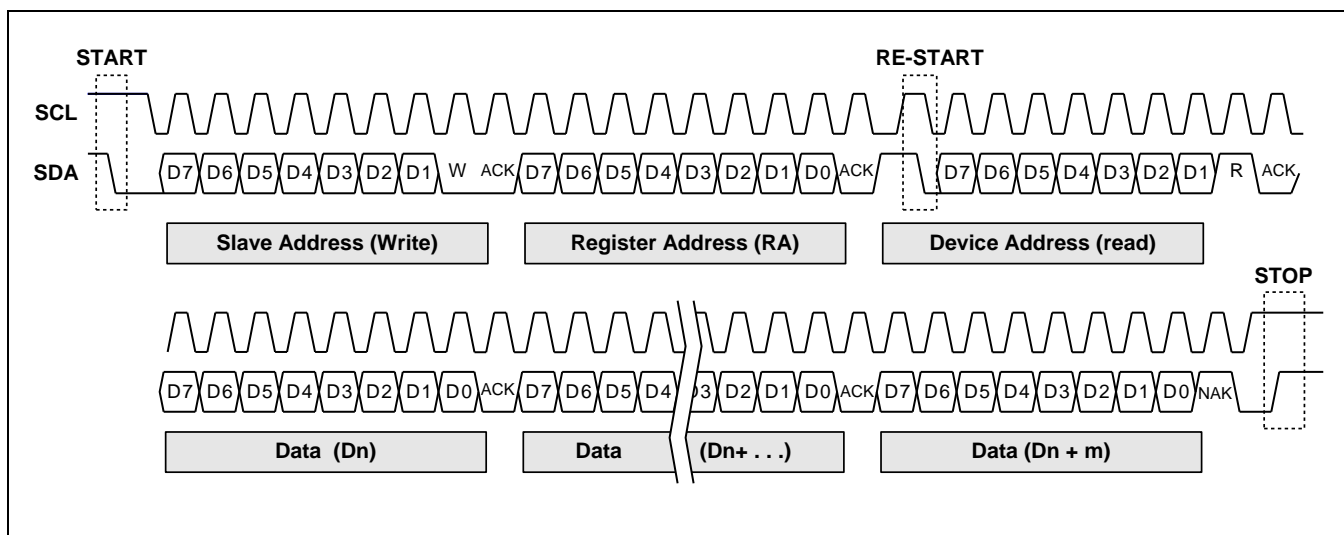 START RE-START
SCL
SDA D7 D6 D5 D4 D3 D2 D1 W ACK D7 D6 D5 D4 D3 D2 D1 D0 ACK D7 D6 D5 D4 D3 D2 D1 R ACK
Slave Address (Write) Register Address (RA) Device Address (read)
STOP
D7 D6 D5 D4 D3 D2 D1 D0 ACK D7 D6 D5 D4 D3 D2 D1 D0 ACK D7 D6 D5 D4 D3 D2 D1 D0 NAK
Data (Dn) Data (Dn+ . . .) Data (Dn + m)